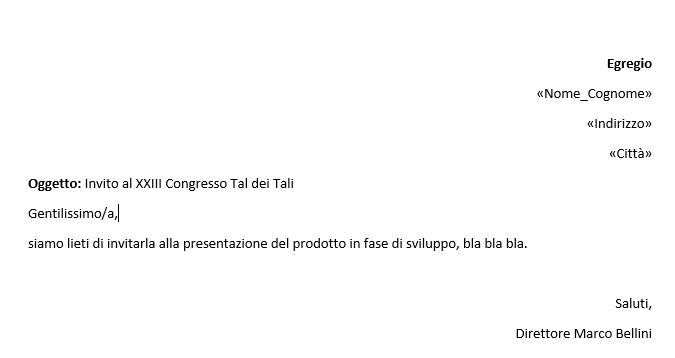 Egregio
«Nome_Cognome»
«Indirizzo»
«Città»
Oggetto: Invito al XXIII Congresso Tal dei Tali
Gentilissimo/a,
siamo lieti di invitarla alla presentazione del prodotto in fase di sviluppo, bla bla bla.
Saluti,
Direttore Marco Bellini